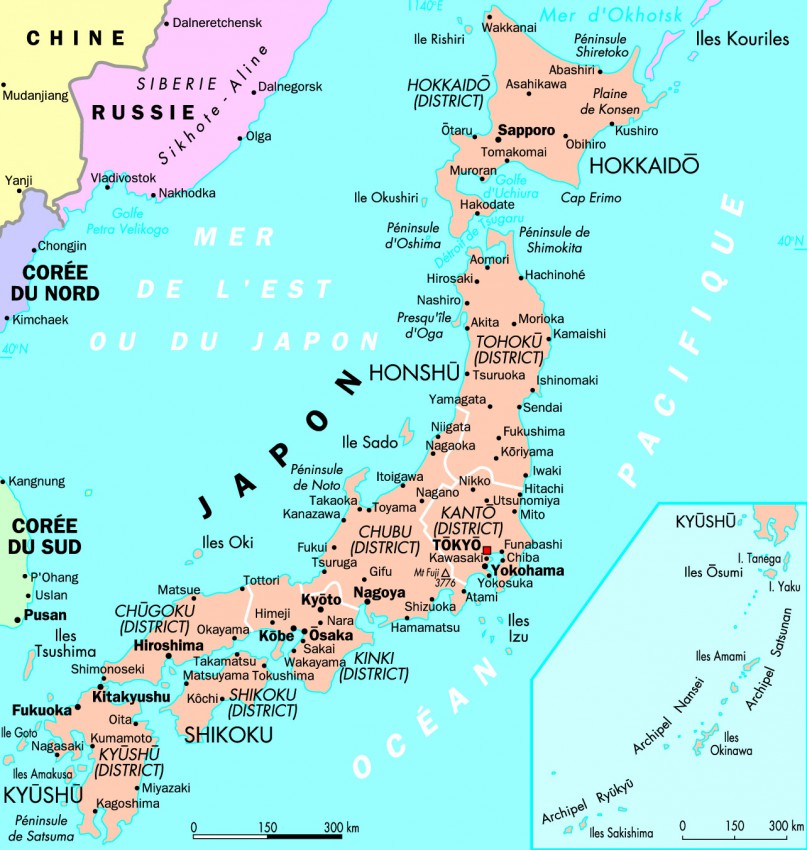 140°E
Mer d'Okhotsk
Dalneretchensk
Wakkanai
CHINE
Ile Rishiri
Péninsule
Shiretoko
Iles Kouriles
SIBERIE
Abashiri
Mudanjiang
Dalnegorsk
HOKKAIDŌ
(DISTRICT)
Asahikawa
Plaine
de Konsen
RUSSIE
Sikhote-Aline
Olga
Ōtaru
Sapporo
Kushiro
Obihiro
Tomakomai
HOKKAIDŌ
Muroran
Yanji
Vladivostok
Nakhodka
Golfe
d'Uchiura
Ile Okushiri
Cap Erimo
Golfe
Petra Velikogo
Hakodate
Péninsule
d'Oshima
Détroit de Tsugaru
Péninsule de
Shimokita
MER
DE L'EST
OU DU JAPON
Chongjin
40°N
CORÉE
DU NORD
Aomori
Hirosaki
Hachinohé
Kimchaek
Nashiro
Presqu'île
d'Oga
Akita
Morioka
Kamaishi
40°N
TOHOKŪ
(DISTRICT)
HONSHŪ
Tsuruoka
Ishinomaki
JAPON
Yamagata
Sendai
PACIFIQUE
OCÉAN
Ile Sado
Niigata
Nagaoka
Fukushima
Kōriyama
Péninsule
de Noto
Itoigawa
Iwaki
Kangnung
Nikko
Hitachi
Takaoka
Toyama
Nagano
Utsunomiya
Kanazawa
KANTŌ
(DISTRICT)
Mito
CORÉE
DU SUD
CHUBU
(DISTRICT)
Iles Oki
Fukui
TŌKYŌ
Funabashi
Kawasaki
Chiba
Tsuruga
Gifu
Mt Fuji
3776
Yokohama
Yokosuka
P'Ohang
Uslan
Tottori
Matsue
Kyōto
Nagoya
Atami
Shizuoka
Pusan
CHŪGOKU
(DISTRICT)
Himeji
Nara
Hamamatsu
Iles
Izu
Okayama
Kōbe
Ōsaka
Iles
Tsushima
Hiroshima
Sakai
Wakayama
KINKI
(DISTRICT)
Takamatsu
Shimonoseki
Matsuyama
Tokushima
Kitakyushu
Kôchi
SHIKOKU
(DISTRICT)
Fukuoka
Oita
SHIKOKU
Ile Goto
Nagasaki
Kumamoto
KYŪSHŪ
(DISTRICT)
Iles Amakusa
Miyazaki
KYŪSHŪ
Kagoshima
Péninsule
de Satsuma
0
150
300 km
KYŪSHŪ
I. Tanega
Iles Ōsumi
I. Yaku
Archipel Satsunan
Iles Amami
Archipel Nansei
Iles
Okinawa
Archipel Ryūkyū
Iles Sakishima
0
150
300 km